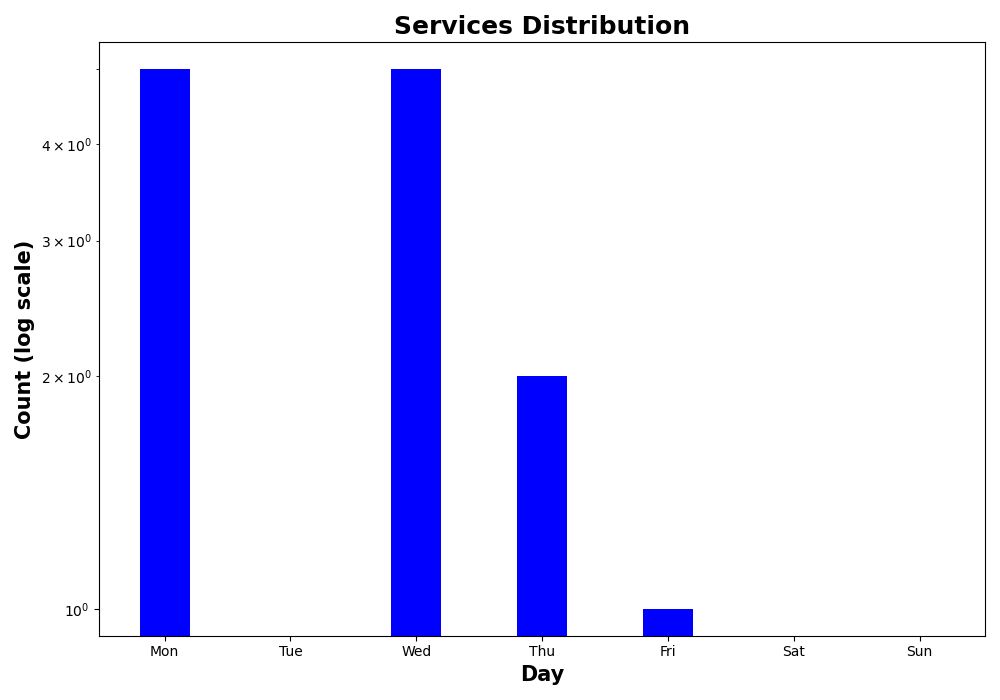 Services Distribution
Count (log scale)
4 × 10⁰
3 × 10⁰
2 × 10⁰
10⁰
Mon Tue Wed Thu Fri Sat Sun
Day